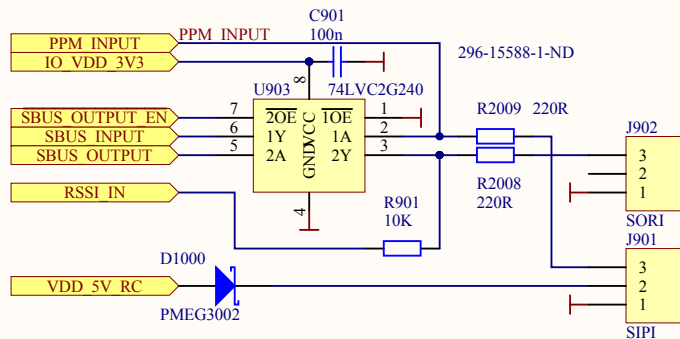 C901
PPM_INPUT PPM_INPUT 100n
296-15588-1-ND
IO_VDD_3V3
8
U903 74LVC2G240
R2009 220R
SBUS_OUTPUT_EN 7 2OE VCC 1OE 1
J902
SBUS_INPUT 6 1Y 1A 2
SBUS_OUTPUT 5 2A GND 2Y 3
3
R2008
2
RSSI_IN
220R
1
4
R901
10K
SORI
J901
D1000
3
VDD_5V_RC
2
1
PMEG3002
SIPI